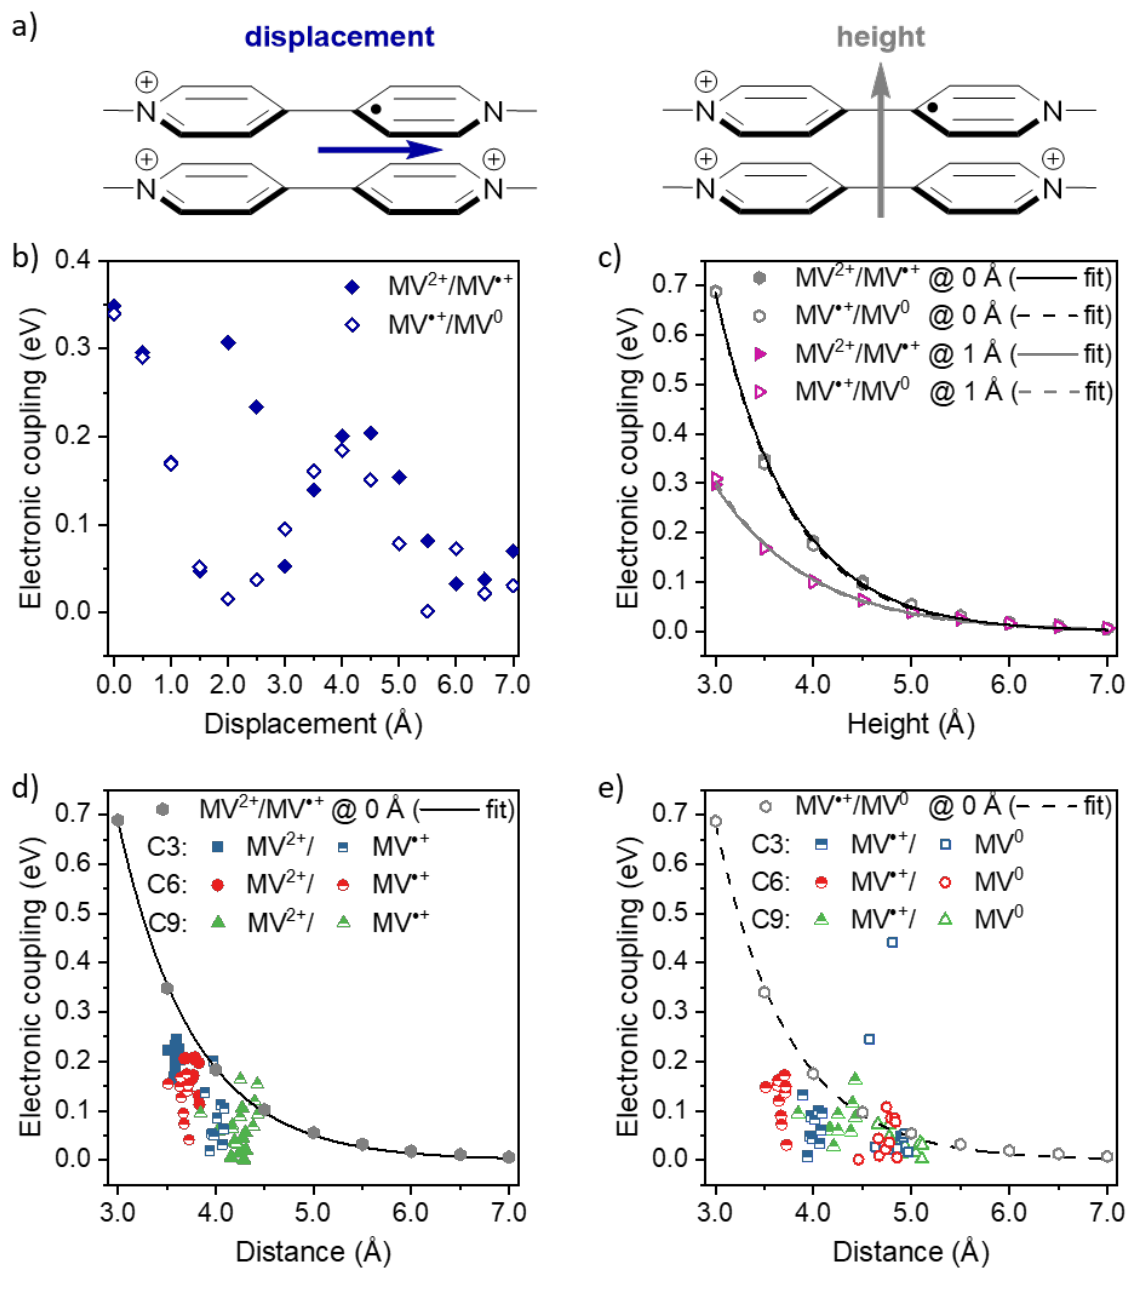 a)
displacement
height
+ +
N N N N
+ + + +
N N N N
b)
0.4
0.3
0.2
0.1
0.0
Electronic coupling (eV)
MV²⁺/MV•⁺
MV•⁺/MV⁰
0.0 1.0 2.0 3.0 4.0 5.0 6.0 7.0
Displacement (Å)
c)
0.7
0.6
0.5
0.4
0.3
0.2
0.1
0.0
Electronic coupling (eV)
MV²⁺/MV•⁺ @ 0 Å (— fit)
MV•⁺/MV⁰ @ 0 Å (– – fit)
MV²⁺/MV•⁺ @ 1 Å (— fit)
MV•⁺/MV⁰ @ 1 Å (– – fit)
3.0 4.0 5.0 6.0 7.0
Height (Å)
d)
0.7
0.6
0.5
0.4
0.3
0.2
0.1
0.0
Electronic coupling (eV)
MV²⁺/MV•⁺ @ 0 Å (— fit)
C3: MV²⁺/ MV•⁺
C6: MV²⁺/ MV•⁺
C9: MV²⁺/ MV•⁺
3.0 4.0 5.0 6.0 7.0
Distance (Å)
e)
0.7
0.6
0.5
0.4
0.3
0.2
0.1
0.0
Electronic coupling (eV)
MV•⁺/MV⁰ @ 0 Å (– – fit)
C3: MV•⁺/ MV⁰
C6: MV•⁺/ MV⁰
C9: MV•⁺/ MV⁰
3.0 4.0 5.0 6.0 7.0
Distance (Å)